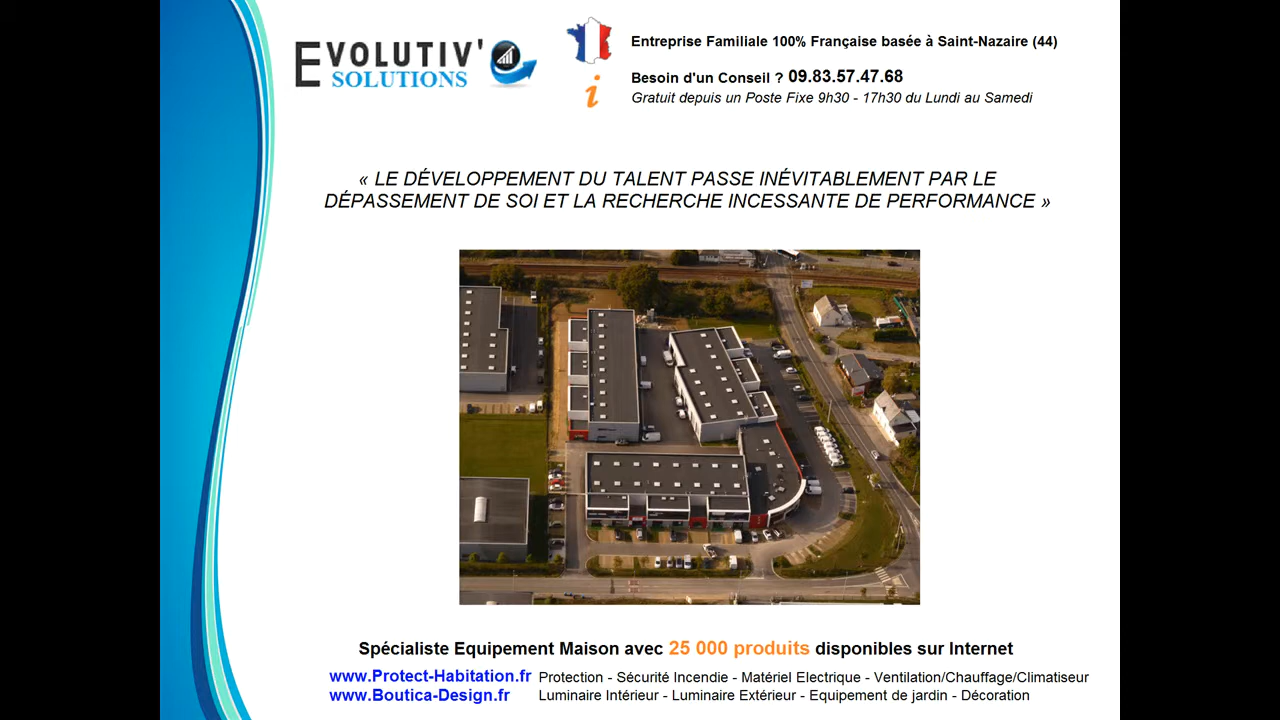 EVOLUTIV'
SOLUTIONS
Entreprise Familiale 100% Française basée à Saint-Nazaire (44)
Besoin d'un Conseil ? 09.83.57.47.68
Gratuit depuis un Poste Fixe 9h30 - 17h30 du Lundi au Samedi
« LE DÉVELOPPEMENT DU TALENT PASSE INÉVITABLEMENT PAR LE
DÉPASSEMENT DE SOI ET LA RECHERCHE INCESSANTE DE PERFORMANCE »
Spécialiste Equipement Maison avec 25 000 produits disponibles sur Internet
www.Protect-Habitation.fr Protection - Sécurité Incendie - Matériel Electrique - Ventilation/Chauffage/Climatiseur
www.Boutica-Design.fr Luminaire Intérieur - Luminaire Extérieur - Equipement de jardin - Décoration